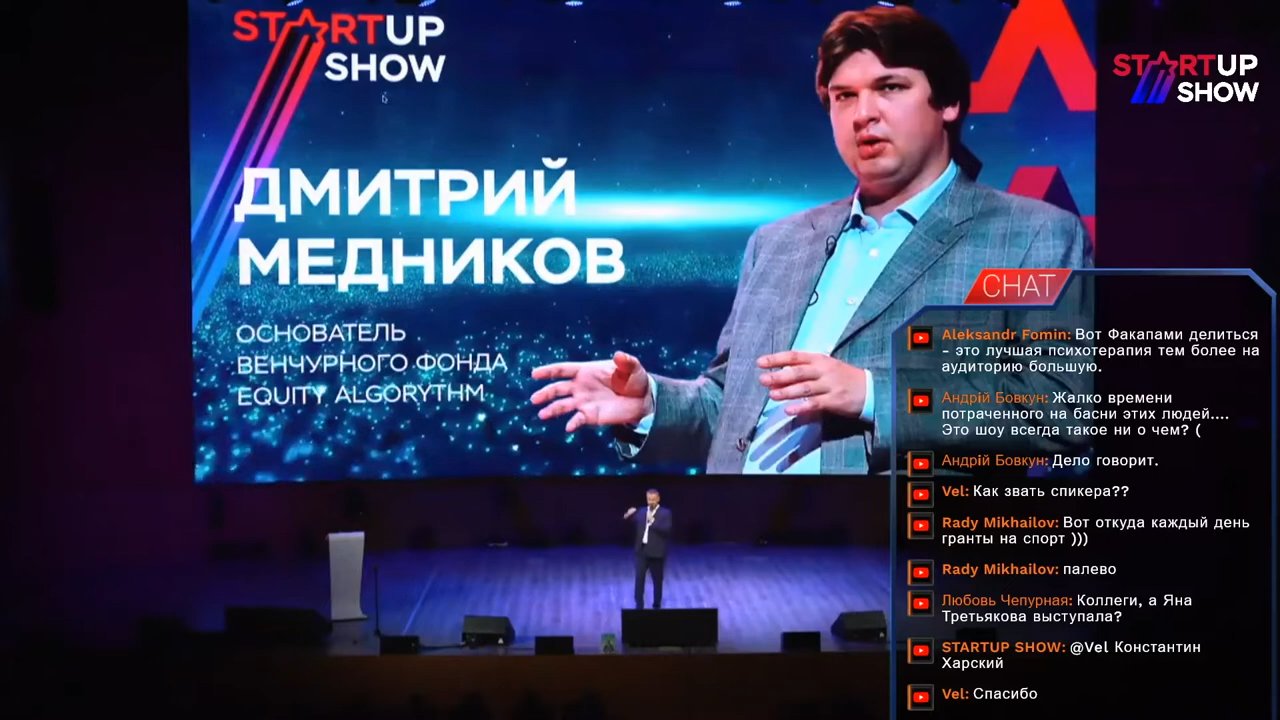 STARTUP
SHOW
ДМИТРИЙ
МЕДНИКОВ
ОСНОВАТЕЛЬ
ВЕНЧУРНОГО ФОНДА
EQUITY ALGORYTHM
STARTUP
SHOW
CHAT
Aleksandr Fomin: Вот Факапами делиться
- это лучшая психотерапия тем более на
аудиторию большую.
Андрій Бовкун: Жалко времени
потраченного на басни этих людей....
Это шоу всегда такое ни о чем? (
Андрій Бовкун: Дело говорит.
Vel: Как звать спикера??
Rady Mikhailov: Вот откуда каждый день
гранты на спорт )))
Rady Mikhailov: палево
Любовь Чепурная: Коллеги, а Яна
Третьякова выступала?
STARTUP SHOW: @Vel Константин
Харский
Vel: Спасибо